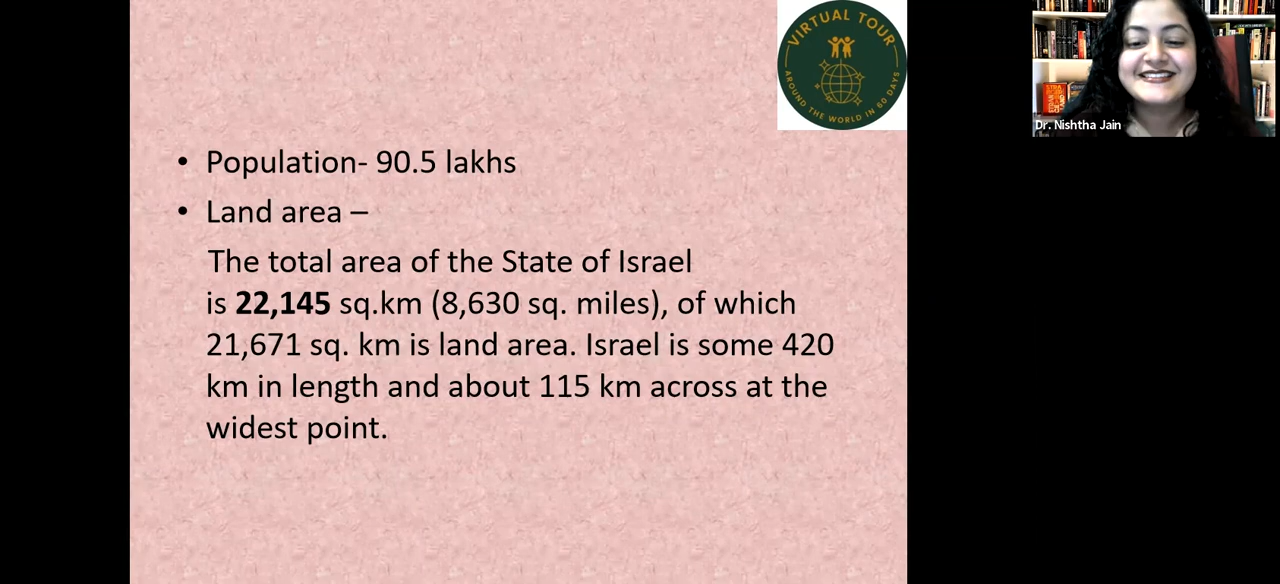 VIRTUAL TOUR
AROUND THE WORLD IN 60 DAYS
Dr. Nishtha Jain
• Population- 90.5 lakhs
• Land area –
The total area of the State of Israel
is 22,145 sq.km (8,630 sq. miles), of which
21,671 sq. km is land area. Israel is some 420
km in length and about 115 km across at the
widest point.